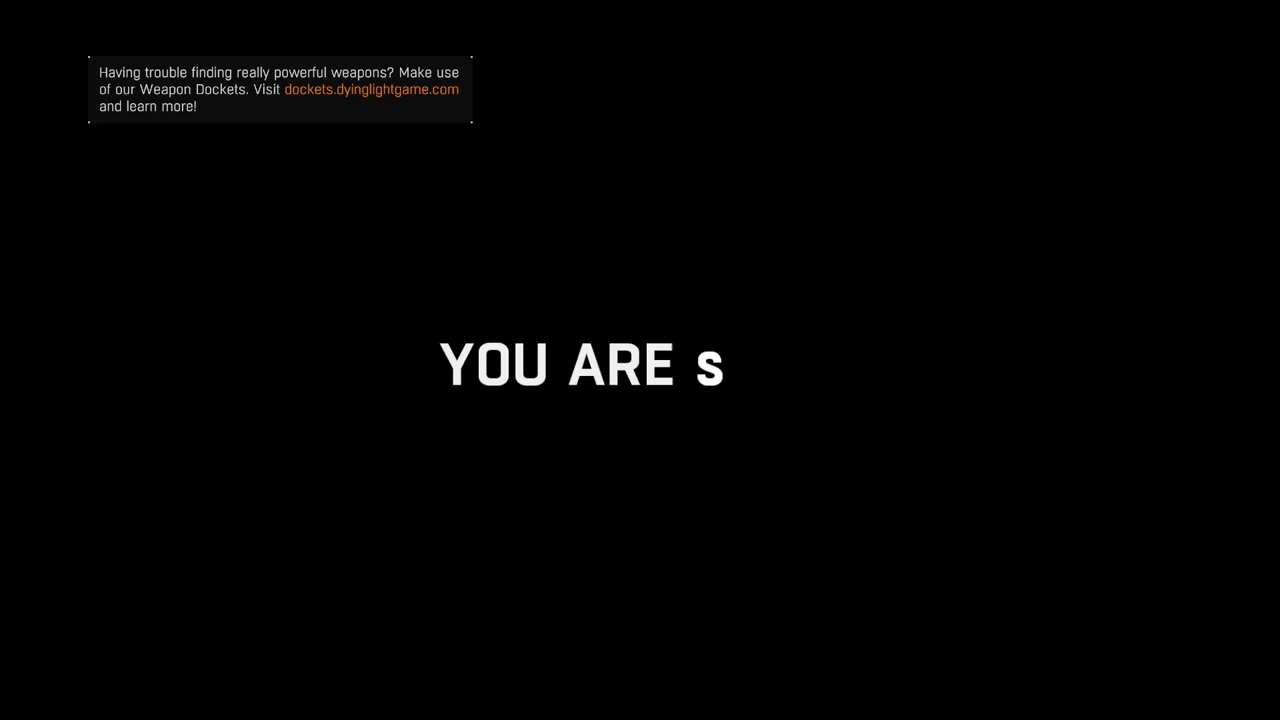 Having trouble finding really powerful weapons? Make use
of our Weapon Dockets. Visit dockets.dyinglightgame.com
and learn more!
YOU ARE s